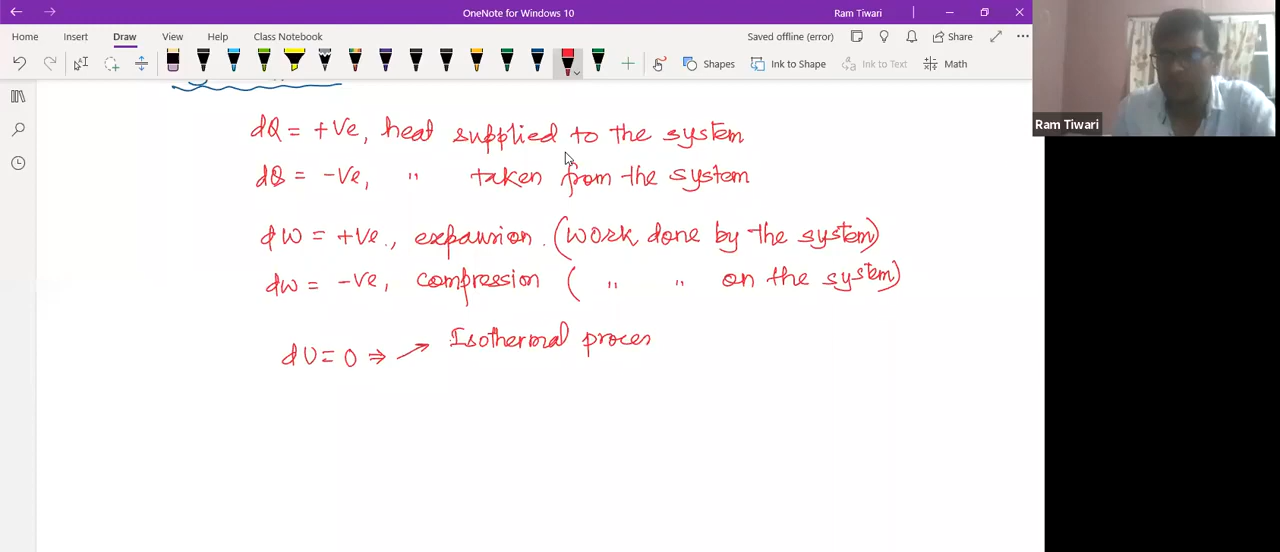 OneNote for Windows 10
Ram Tiwari
Home Insert Draw View Help Class Notebook
Saved offline (error)
Share
Shapes
Ink to Shape
Ink to Text
Math
Ram Tiwari
dQ = +Ve, heat supplied to the system
dQ = -Ve, " taken from the system
dW = +Ve., expansion. (work done by the system)
dw = -Ve, compression ( " " on the system)
dU = 0 ⇒ → Isothermal proces